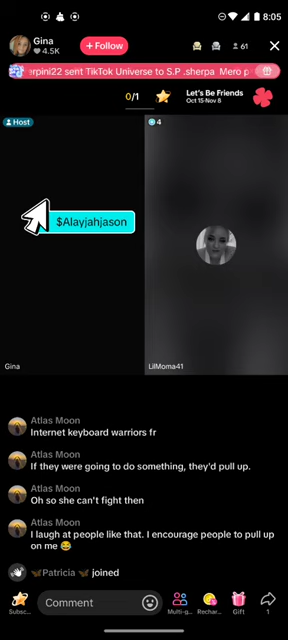 8:05
Gina
4.5K
+ Follow
61
erpini22 sent TikTok Universe to S.P .sherpa Mero p
0/1
Let's Be Friends
Oct 15-Nov 8
Host
4
$Alayjahjason
Gina
LilMoma41
Atlas Moon
Internet keyboard warriors fr
Atlas Moon
If they were going to do something, they'd pull up.
Atlas Moon
Oh so she can't fight then
Atlas Moon
I laugh at people like that. I encourage people to pull up
on me 😂
🦋Patricia 🦋 joined
Comment
Subsc...
Multi-g...
Rechar...
Gift
1